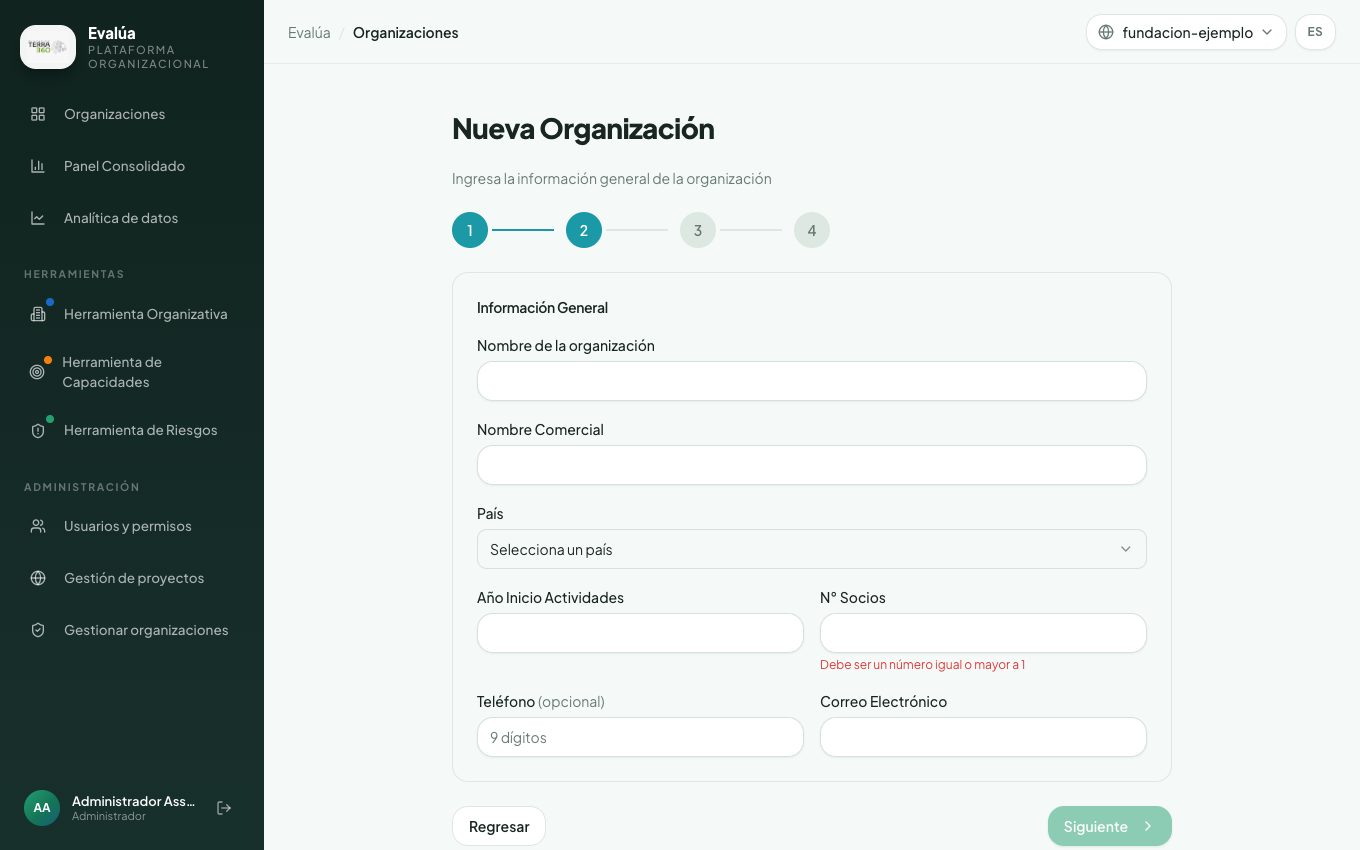 TERRA
360
Evalúa
PLATAFORMA
ORGANIZACIONAL
Organizaciones
Panel Consolidado
Analítica de datos
HERRAMIENTAS
Herramienta Organizativa
Herramienta de
Capacidades
Herramienta de Riesgos
ADMINISTRACIÓN
Usuarios y permisos
Gestión de proyectos
Gestionar organizaciones
AA
Administrador Ass...
Administrador
Evalúa / Organizaciones
fundacion-ejemplo
ES
Nueva Organización
Ingresa la información general de la organización
1 2 3 4
Información General
Nombre de la organización
Nombre Comercial
País
Selecciona un país
Año Inicio Actividades
N° Socios
Debe ser un número igual o mayor a 1
Teléfono (opcional)
9 dígitos
Correo Electrónico
Regresar
Siguiente